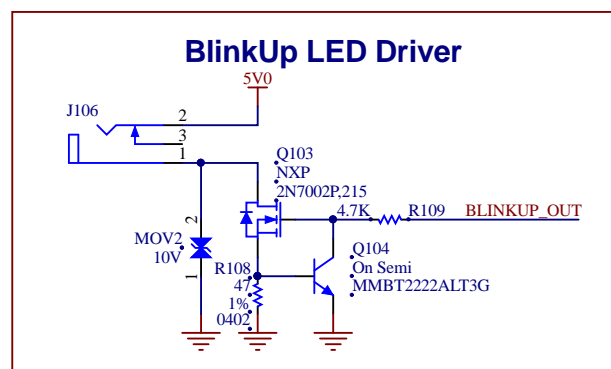 BlinkUp LED Driver
5V0
J106
2
3
1
Q103
NXP
2N7002P,215
4.7K
R109
BLINKUP_OUT
2
MOV2
10V
1
R108
47
1%
0402
Q104
On Semi
MMBT2222ALT3G